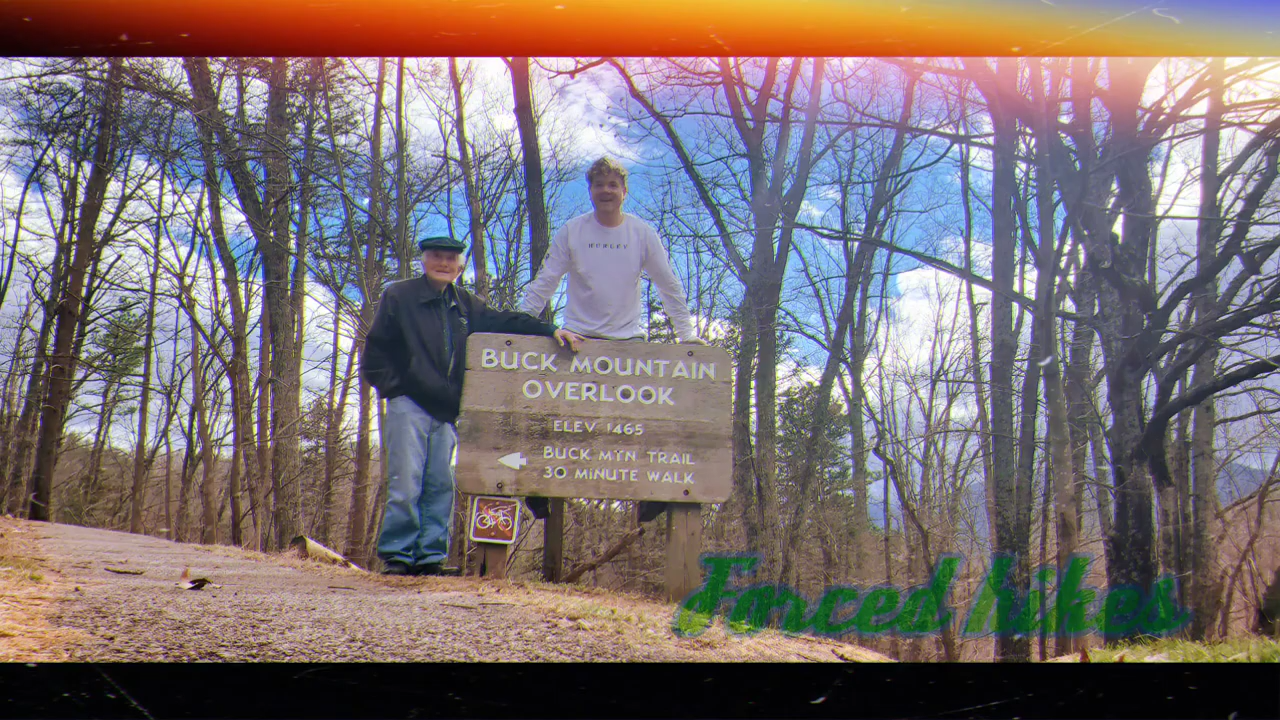 HURLEY
BUCK MOUNTAIN
OVERLOOK
ELEV 1465
BUCK MTN TRAIL
30 MINUTE WALK
Forced hikes